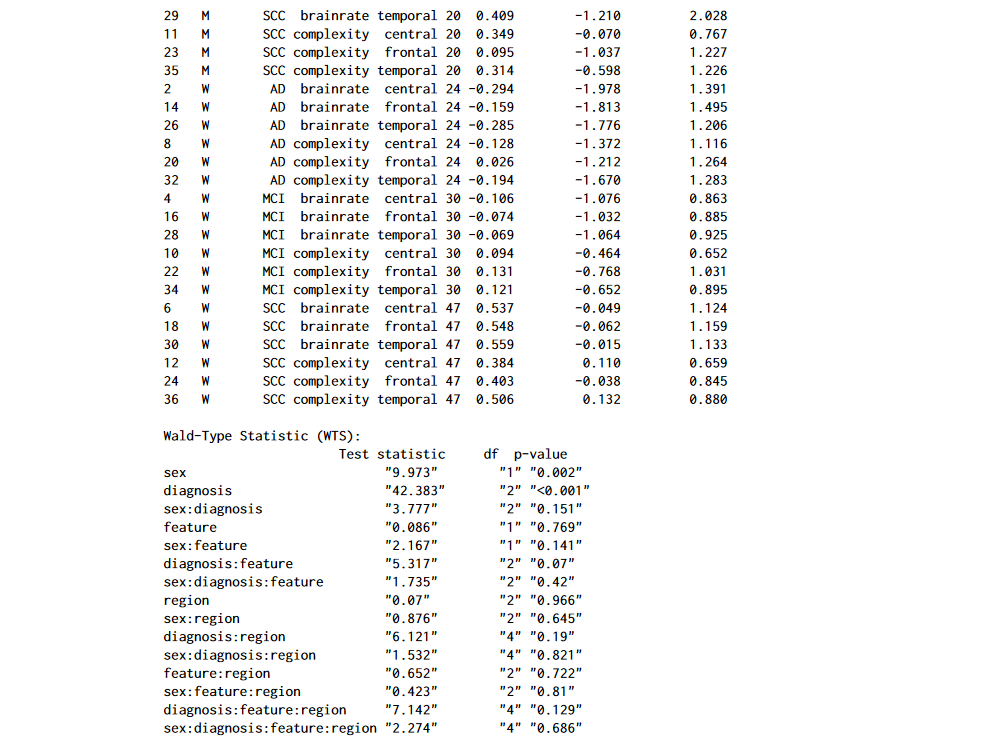 29 M SCC brainrate temporal 20 0.409 -1.210 2.028
11 M SCC complexity central 20 0.349 -0.070 0.767
23 M SCC complexity frontal 20 0.095 -1.037 1.227
35 M SCC complexity temporal 20 0.314 -0.598 1.226
2 W AD brainrate central 24 -0.294 -1.978 1.391
14 W AD brainrate frontal 24 -0.159 -1.813 1.495
26 W AD brainrate temporal 24 -0.285 -1.776 1.206
8 W AD complexity central 24 -0.128 -1.372 1.116
20 W AD complexity frontal 24 0.026 -1.212 1.264
32 W AD complexity temporal 24 -0.194 -1.670 1.283
4 W MCI brainrate central 30 -0.106 -1.076 0.863
16 W MCI brainrate frontal 30 -0.074 -1.032 0.885
28 W MCI brainrate temporal 30 -0.069 -1.064 0.925
10 W MCI complexity central 30 0.094 -0.464 0.652
22 W MCI complexity frontal 30 0.131 -0.768 1.031
34 W MCI complexity temporal 30 0.121 -0.652 0.895
6 W SCC brainrate central 47 0.537 -0.049 1.124
18 W SCC brainrate frontal 47 0.548 -0.062 1.159
30 W SCC brainrate temporal 47 0.559 -0.015 1.133
12 W SCC complexity central 47 0.384 0.110 0.659
24 W SCC complexity frontal 47 0.403 -0.038 0.845
36 W SCC complexity temporal 47 0.506 0.132 0.880
Wald-Type Statistic (WTS):
Test statistic df p-value
sex "9.973" "1" "0.002"
diagnosis "42.383" "2" "<0.001"
sex:diagnosis "3.777" "2" "0.151"
feature "0.086" "1" "0.769"
sex:feature "2.167" "1" "0.141"
diagnosis:feature "5.317" "2" "0.07"
sex:diagnosis:feature "1.735" "2" "0.42"
region "0.07" "2" "0.966"
sex:region "0.876" "2" "0.645"
diagnosis:region "6.121" "4" "0.19"
sex:diagnosis:region "1.532" "4" "0.821"
feature:region "0.652" "2" "0.722"
sex:feature:region "0.423" "2" "0.81"
diagnosis:feature:region "7.142" "4" "0.129"
sex:diagnosis:feature:region "2.274" "4" "0.686"